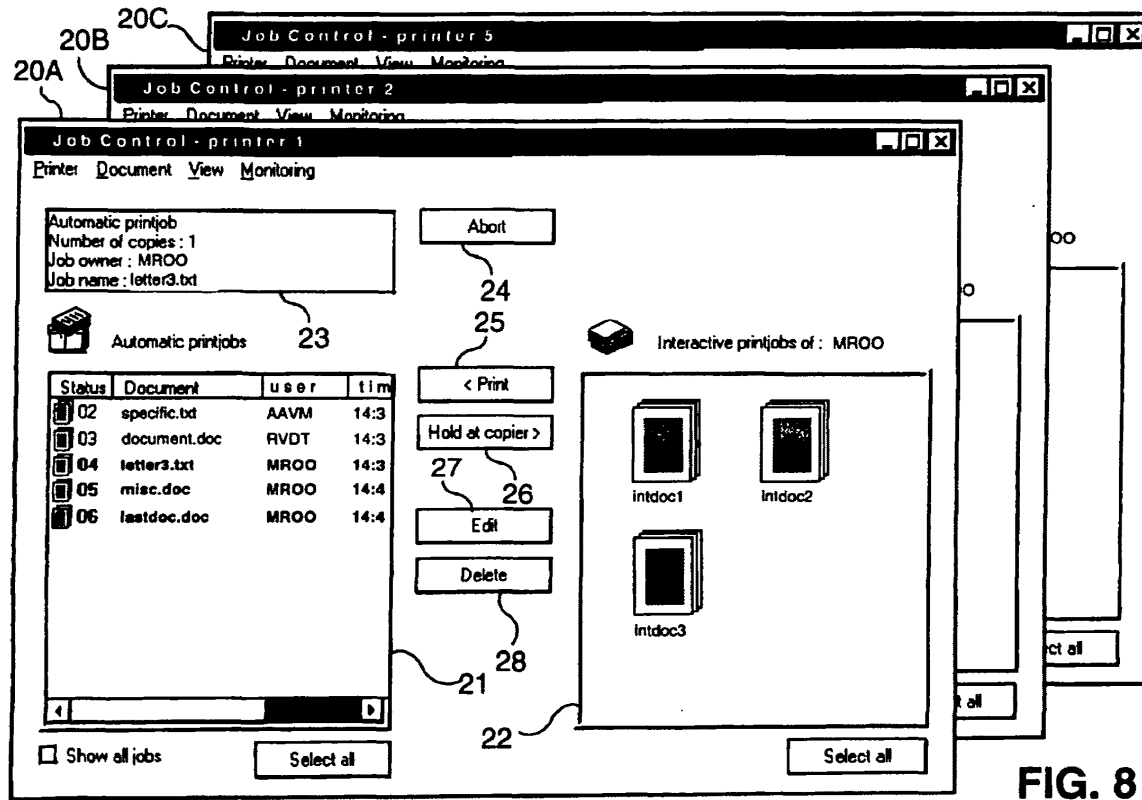 20C
Job Control - printer 5
Printer Document View Monitoring
20B
Job Control - printer 2
Printer Document View Monitoring
20A
Job Control - printer 1
Printer Document View Monitoring
Automatic printjob
Number of copies : 1
Job owner : MROO
Job name : letter3.txt
23
Abort
24
25
Automatic printjobs
Interactive printjobs of : MROO
OO
O
Status Document user tim
02 specific.txt AAVM 14:3
03 document.doc RVDT 14:3
04 letter3.txt MROO 14:3
05 misc.doc MROO 14:4
06 lastdoc.doc MROO 14:4
< Print
Hold at copier >
27
26
Edit
Delete
28
21
intdoc1
intdoc2
intdoc3
22
Show all jobs
Select all
Select all
t all
ect all
FIG. 8